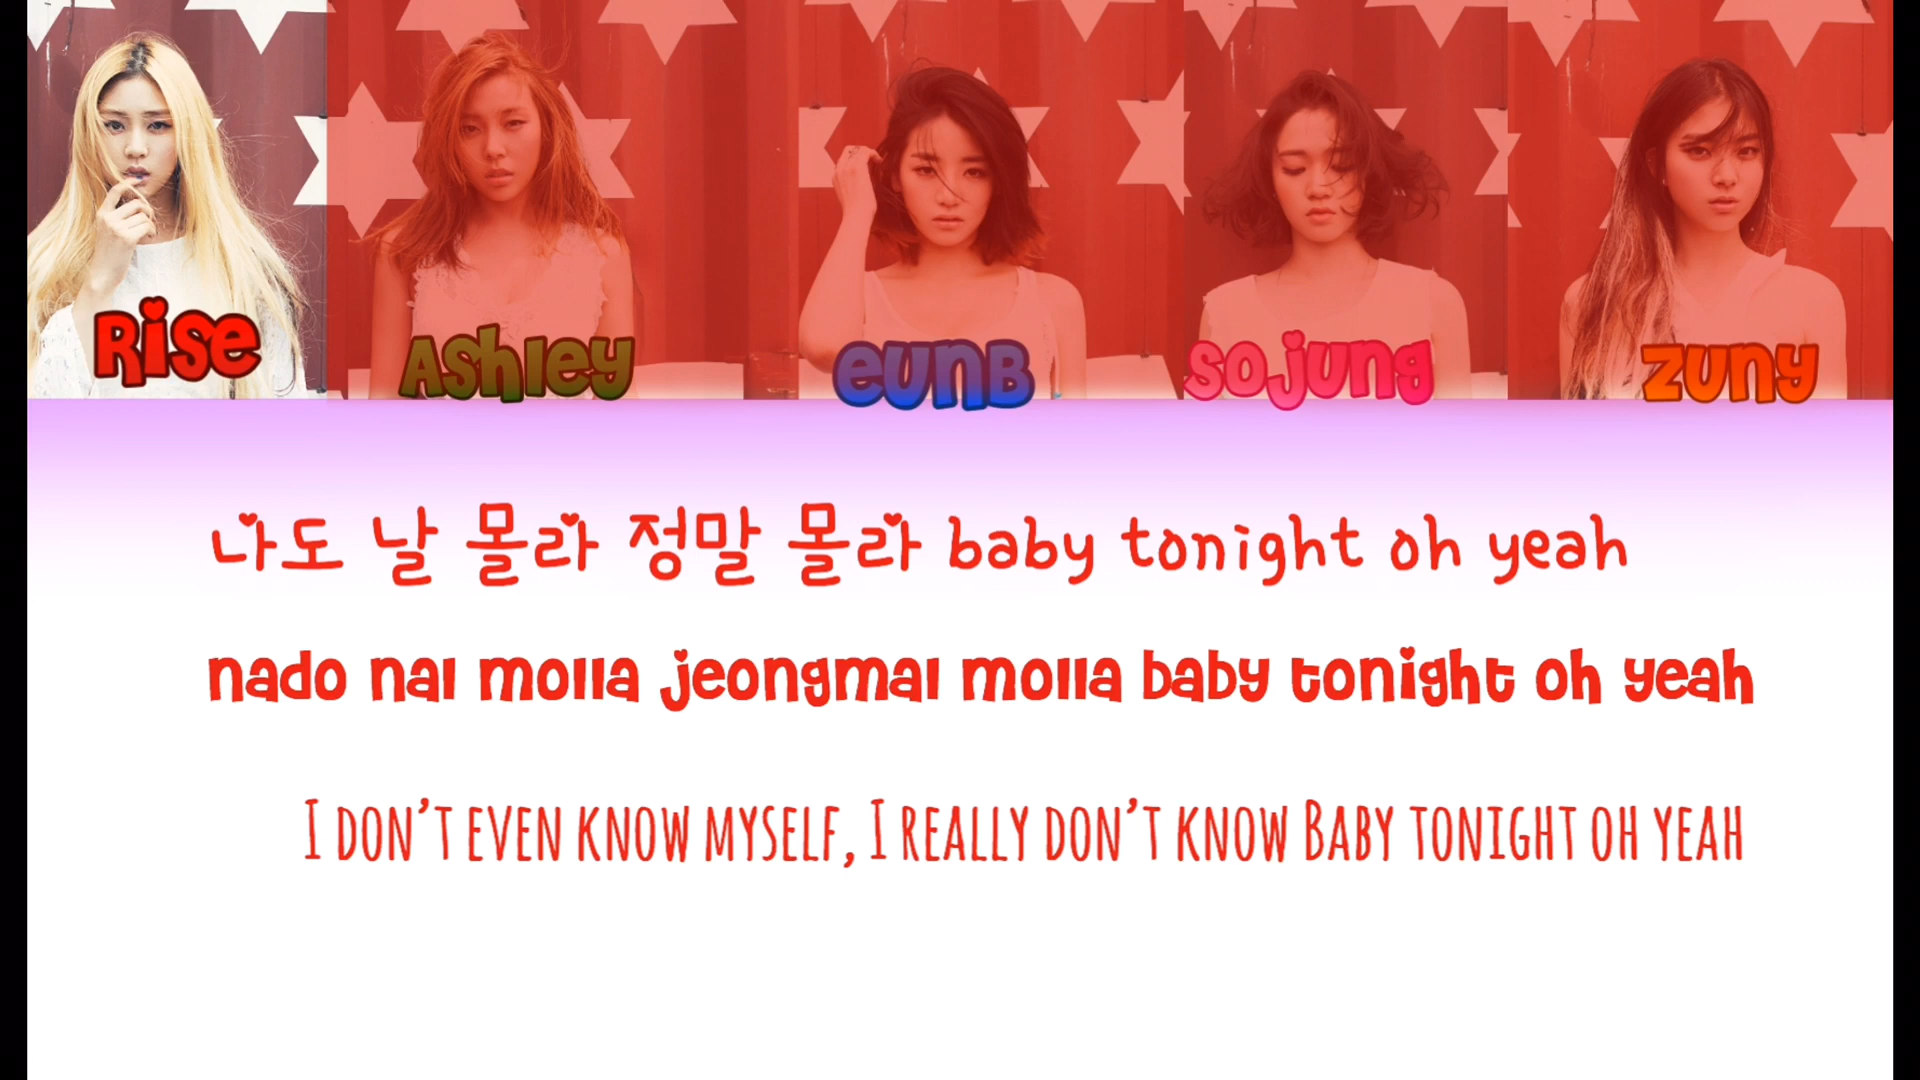 Rise
Ashley
eunB
sojung
zuny
나도 날 몰라 정말 몰라 baby tonight oh yeah
nado nal molla jeongmal molla baby tonight oh yeah
I don't even know myself, I really don't know Baby tonight oh yeah